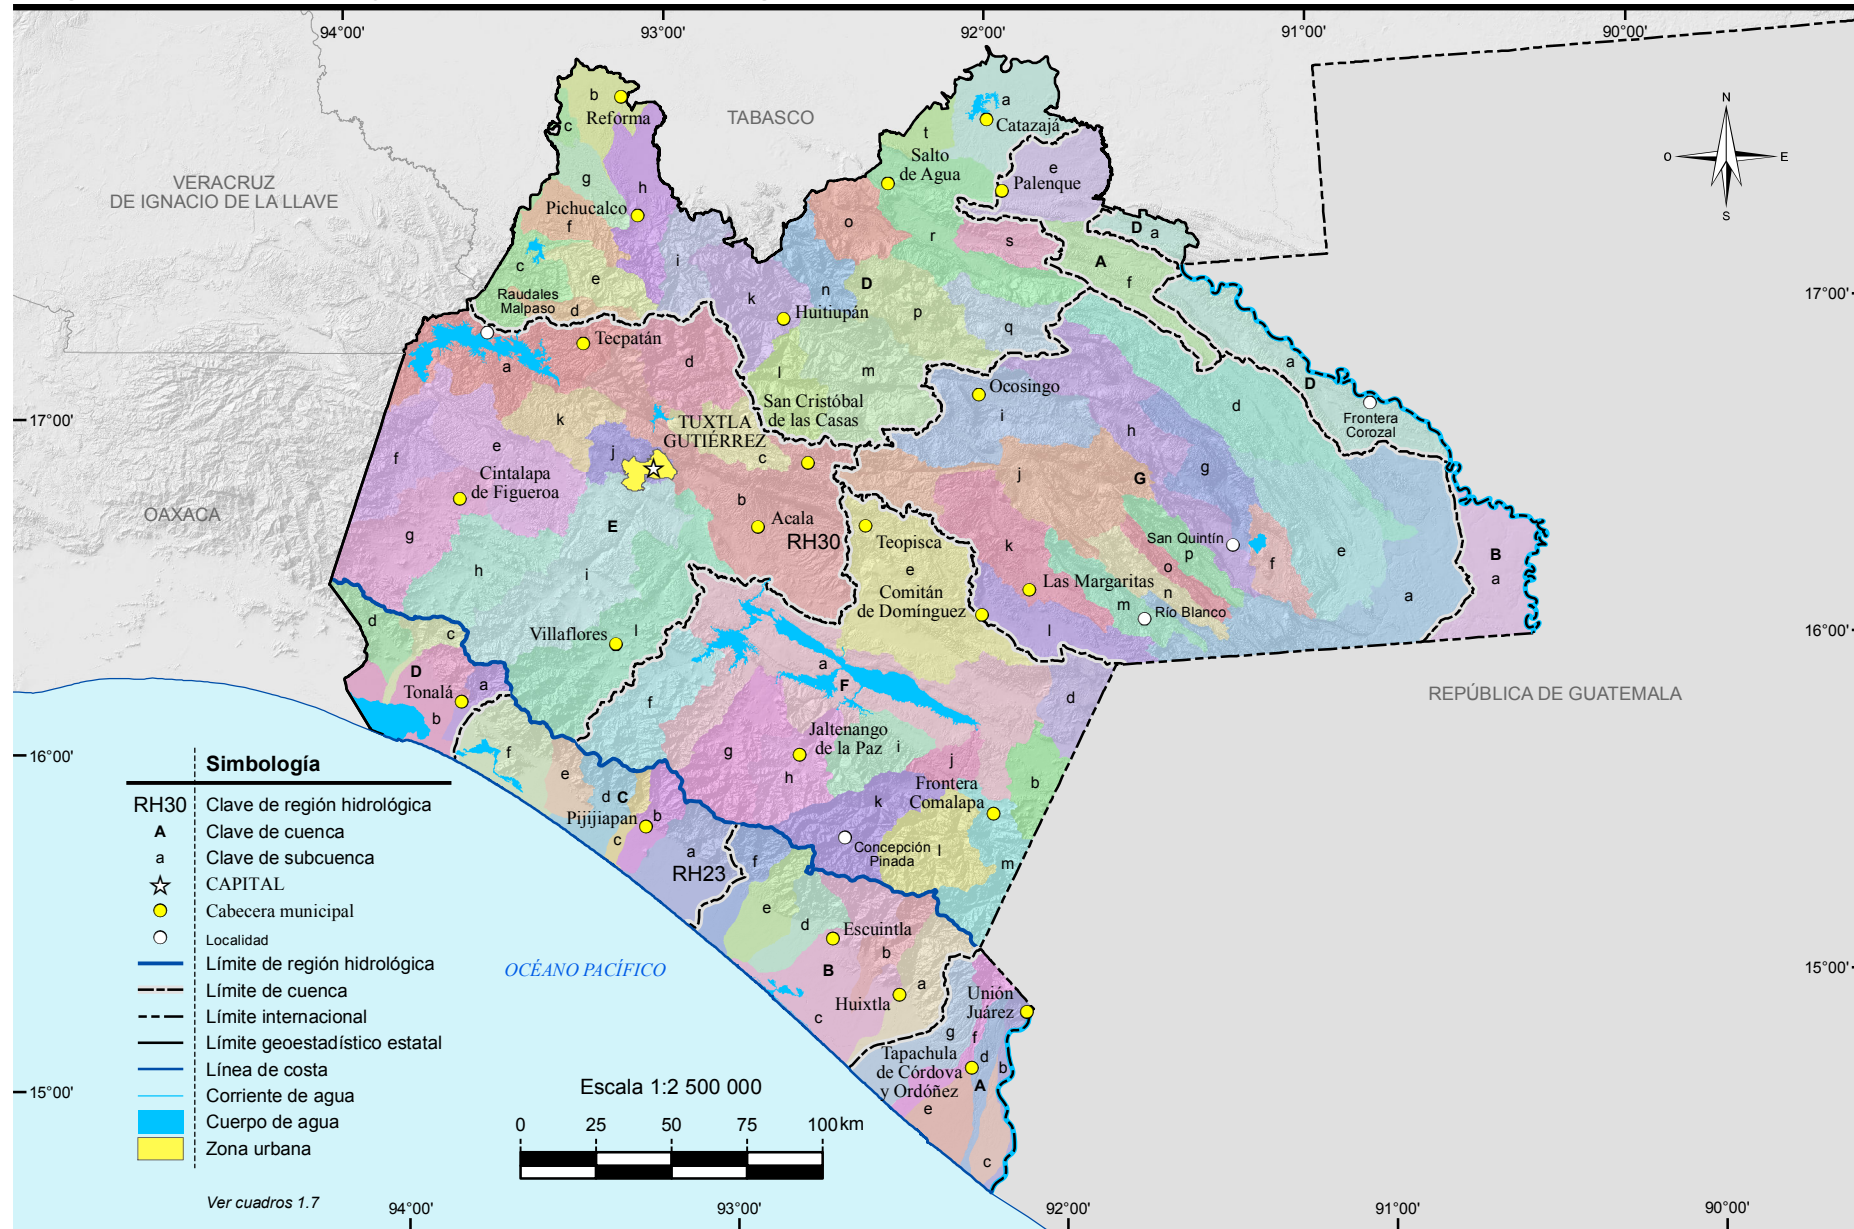 94°00'
93°00'
92°00'
91°00'
90°00'
N
O
E
S
TABASCO
VERACRUZ
DE IGNACIO DE LA LLAVE
OAXACA
REPÚBLICA DE GUATEMALA
OCÉANO PACÍFICO
17°00'
16°00'
15°00'
17°00'
16°00'
15°00'
b
Reforma
c
g
h
Pichucalco
f
c
e
i
Raudales
Malpaso
d
a
Catazajá
t
Salto
de Agua
e
Palenque
o
r
s
D
a
A
f
k
n
D
p
Huitiupán
q
Tecpatán
a
d
l
m
San Cristóbal
de las Casas
Ocosingo
i
a
D
d
Frontera
Corozal
k
TUXTLA
GUTIÉRREZ
c
e
f
j
h
g
Cintalapa
de Figueroa
j
G
b
g
E
Acala
RH30
Teopisca
San Quintín
p
k
e
f
B
a
h
i
e
Comitán
de Domínguez
Las Margaritas
o
n
m
Río Blanco
a
d
c
Villaflores
l
l
D
a
Tonalá
b
a
F
f
d
f
Jaltenango
de la Paz
g
i
h
j
e
d
C
Pijijiapan
b
c
Frontera
Comalapa
b
k
a
RH23
f
Concepción
Pinada
l
m
e
d
Escuintla
b
B
a
Huixtla
c
Unión
Juárez
g
f
Tapachula
de Córdova
y Ordóñez
d
b
A
e
c
Simbología
RH30 Clave de región hidrológica
A Clave de cuenca
a Clave de subcuenca
CAPITAL
Cabecera municipal
Localidad
Límite de región hidrológica
Límite de cuenca
Límite internacional
Límite geoestadístico estatal
Línea de costa
Corriente de agua
Cuerpo de agua
Zona urbana
Ver cuadros 1.7
Escala 1:2 500 000
0 25 50 75 100 km
94°00'
93°00'
92°00'
91°00'
90°00'